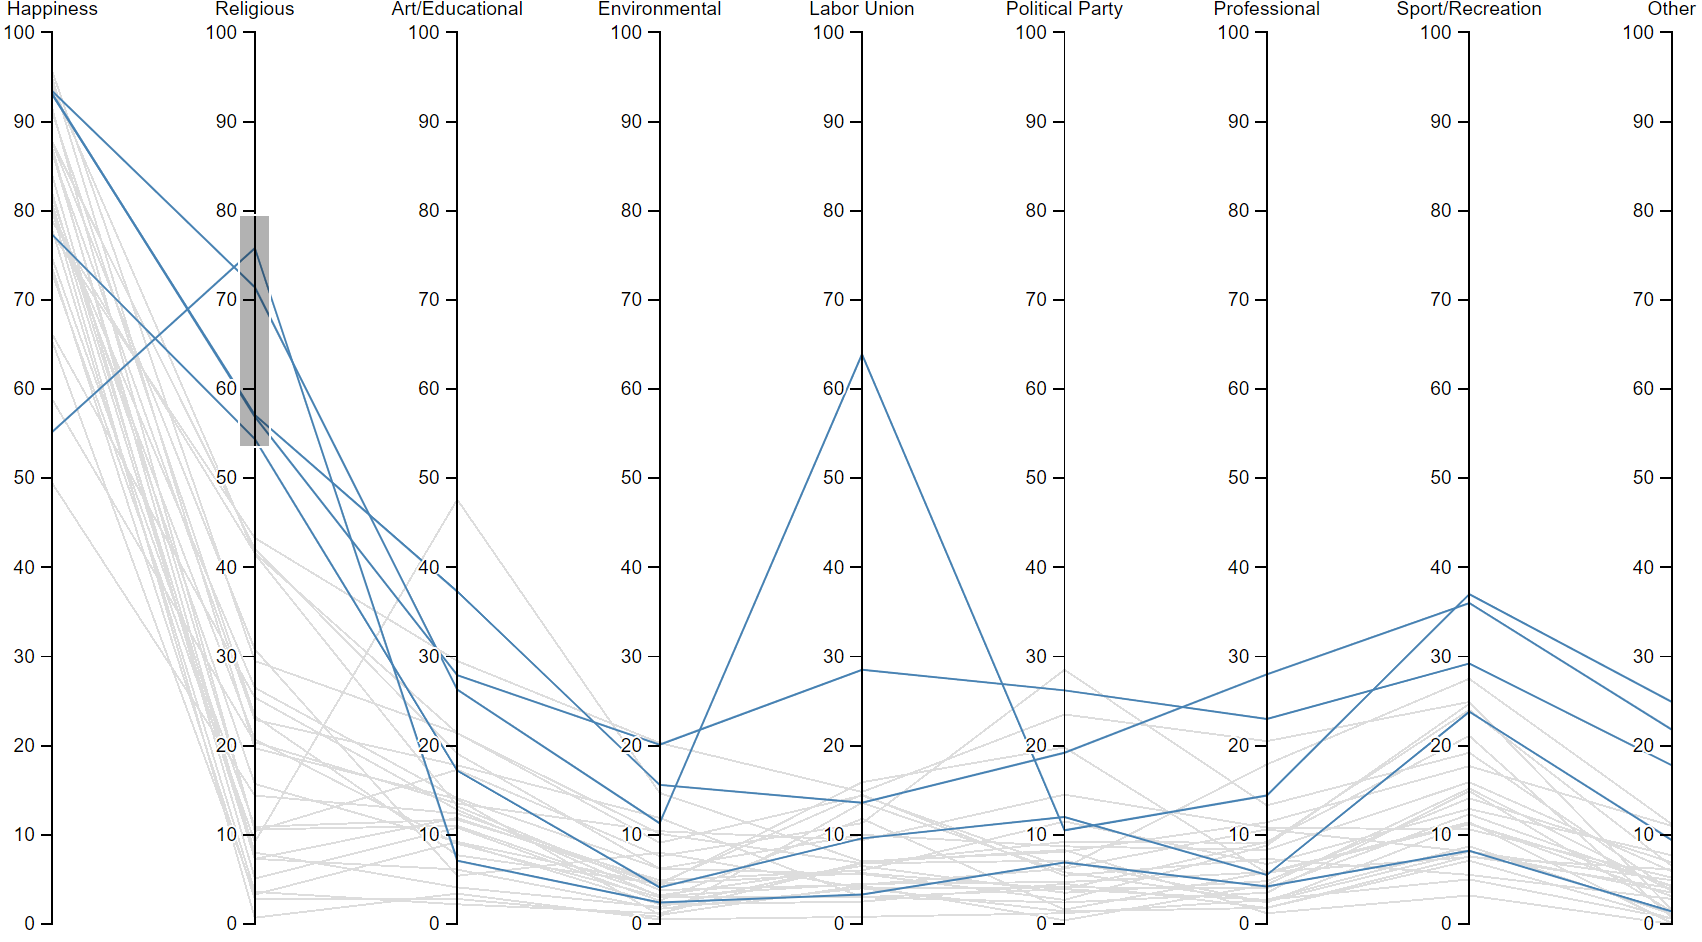 Happiness Religious Art/Educational Environmental Labor Union Political Party Professional Sport/Recreation Other
100 100 100 100 100 100 100 100 100
90 90 90 90 90 90 90 90 90
80 80 80 80 80 80 80 80 80
70 70 70 70 70 70 70 70 70
60 60 60 60 60 60 60 60 60
50 50 50 50 50 50 50 50 50
40 40 40 40 40 40 40 40 40
30 30 30 30 30 30 30 30 30
20 20 20 20 20 20 20 20 20
10 10 10 10 10 10 10 10 10
0 0 0 0 0 0 0 0 0